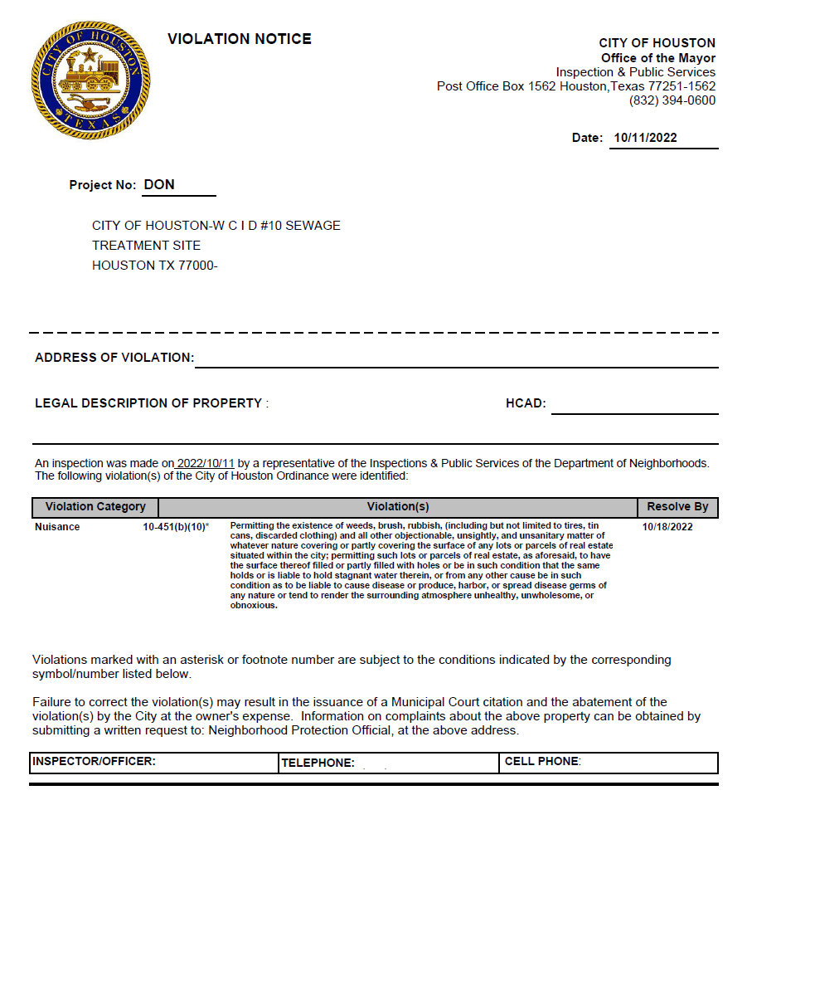 CITY OF HOUSTON
TEXAS
VIOLATION NOTICE
CITY OF HOUSTON
Office of the Mayor
Inspection & Public Services
Post Office Box 1562 Houston,Texas 77251-1562
(832) 394-0600
Date: 10/11/2022
Project No: DON
CITY OF HOUSTON-W C I D #10 SEWAGE
TREATMENT SITE
HOUSTON TX 77000-
ADDRESS OF VIOLATION:
LEGAL DESCRIPTION OF PROPERTY : HCAD:
An inspection was made on 2022/10/11 by a representative of the Inspections & Public Services of the Department of Neighborhoods.
The following violation(s) of the City of Houston Ordinance were identified:
Violation Category Violation(s) Resolve By
Nuisance 10-451(b)(10)* Permitting the existence of weeds, brush, rubbish, (including but not limited to tires, tin 10/18/2022
cans, discarded clothing) and all other objectionable, unsightly, and unsanitary matter of
whatever nature covering or partly covering the surface of any lots or parcels of real estate
situated within the city; permitting such lots or parcels of real estate, as aforesaid, to have
the surface thereof filled or partly filled with holes or be in such condition that the same
holds or is liable to hold stagnant water therein, or from any other cause be in such
condition as to be liable to cause disease or produce, harbor, or spread disease germs of
any nature or tend to render the surrounding atmosphere unhealthy, unwholesome, or
obnoxious.
Violations marked with an asterisk or footnote number are subject to the conditions indicated by the corresponding
symbol/number listed below.
Failure to correct the violation(s) may result in the issuance of a Municipal Court citation and the abatement of the
violation(s) by the City at the owner's expense. Information on complaints about the above property can be obtained by
submitting a written request to: Neighborhood Protection Official, at the above address.
INSPECTOR/OFFICER: TELEPHONE: CELL PHONE: